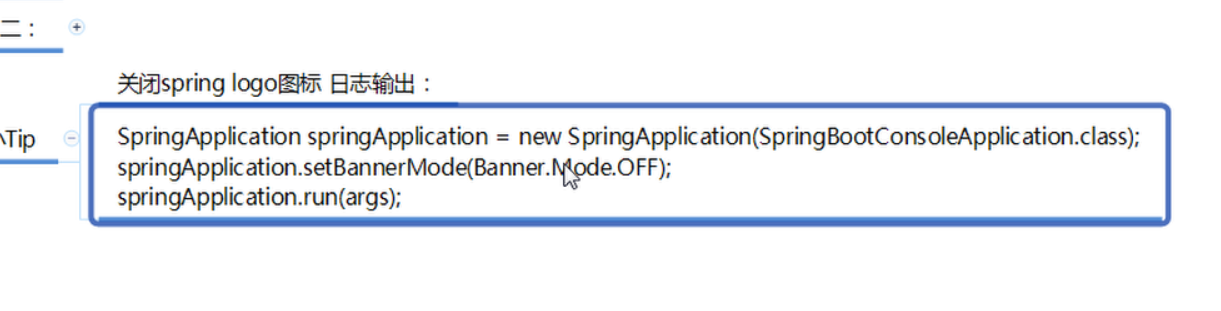 二：
关闭spring logo图标 日志输出：
Tip
SpringApplication springApplication = new SpringApplication(SpringBootConsoleApplication.class);
springApplication.setBannerMode(Banner.Mode.OFF);
springApplication.run(args);